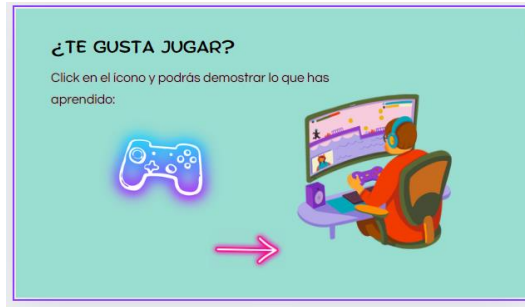 ¿TE GUSTA JUGAR?
Click en el ícono y podrás demostrar lo que has
aprendido: